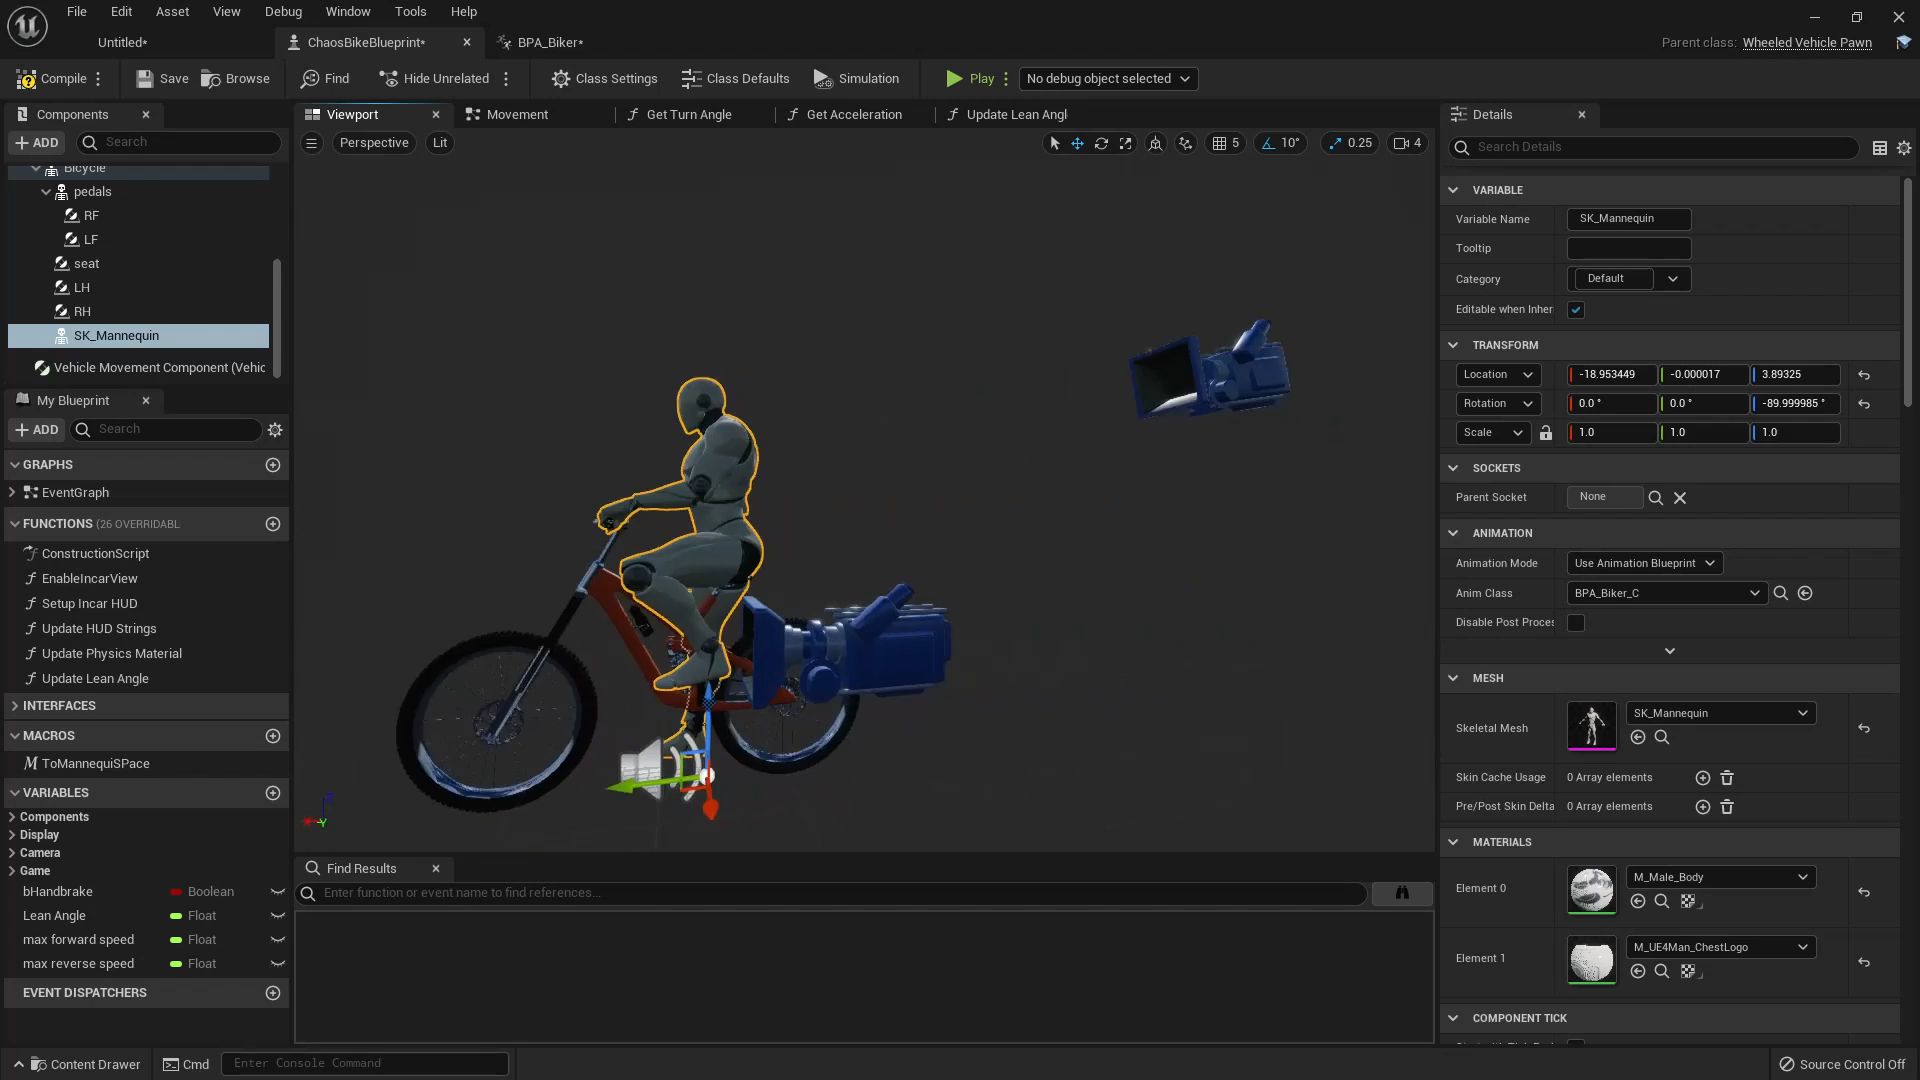 File Edit Asset View Debug Window Tools Help
Untitled* ChaosBikeBlueprint* BPA_Biker* Parent class: Wheeled Vehicle Pawn
Compile Save Browse Find Hide Unrelated Class Settings Class Defaults Simulation Play No debug object selected
Components
ADD Search
Bicycle
pedals
RF
LF
seat
LH
RH
SK_Mannequin
Vehicle Movement Component (Vehic
My Blueprint
ADD Search
GRAPHS
EventGraph
FUNCTIONS (26 OVERRIDABL
ConstructionScript
EnableIncarView
Setup Incar HUD
Update HUD Strings
Update Physics Material
Update Lean Angle
INTERFACES
MACROS
ToMannequiSPace
VARIABLES
Components
Display
Camera
Game
bHandbrake Boolean
Lean Angle Float
max forward speed Float
max reverse speed Float
EVENT DISPATCHERS
Viewport Movement Get Turn Angle Get Acceleration Update Lean Angl
Perspective Lit 5 10° 0.25 4
Find Results
Enter function or event name to find references...
Details
Search Details
VARIABLE
Variable Name SK_Mannequin
Tooltip
Category Default
Editable when Inher
TRANSFORM
Location -18.953449 -0.000017 3.89325
Rotation 0.0 ° 0.0 ° -89.999985 °
Scale 1.0 1.0 1.0
SOCKETS
Parent Socket None
ANIMATION
Animation Mode Use Animation Blueprint
Anim Class BPA_Biker_C
Disable Post Proces
MESH
Skeletal Mesh SK_Mannequin
Skin Cache Usage 0 Array elements
Pre/Post Skin Delta 0 Array elements
MATERIALS
Element 0 M_Male_Body
Element 1 M_UE4Man_ChestLogo
COMPONENT TICK
Content Drawer Cmd Enter Console Command Source Control Off